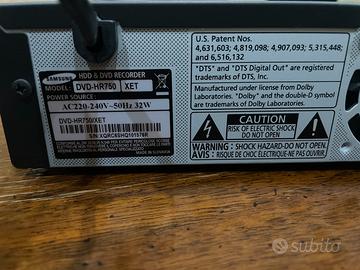 SAMSUNG HDD & DVD RECORDER
MODEL: DVD-HR750 XET
POWER SOURCE:
AC220-240V~50Hz 32W
DVD-HR750/XET
MADE IN SLOVAKIA
U.S. Patent Nos.
4,631,603; 4,819,098; 4,907,093; 5,315,448;
and 6,516,132
"DTS" and "DTS Digital Out" are registered
trademarks of DTS, Inc.
Manufactured under license from Dolby
Laboratories. "Dolby" and the double-D symbol
are trademarks of Dolby Laboratories.
CAUTION
RISK OF ELECTRIC SHOCK
DO NOT OPEN
AVIS : RISQUE DE CHOC ELECTRIQUE-NE PAS OUVRIR
WARNING: SHOCK HAZARD-DO NOT OPEN.
subito